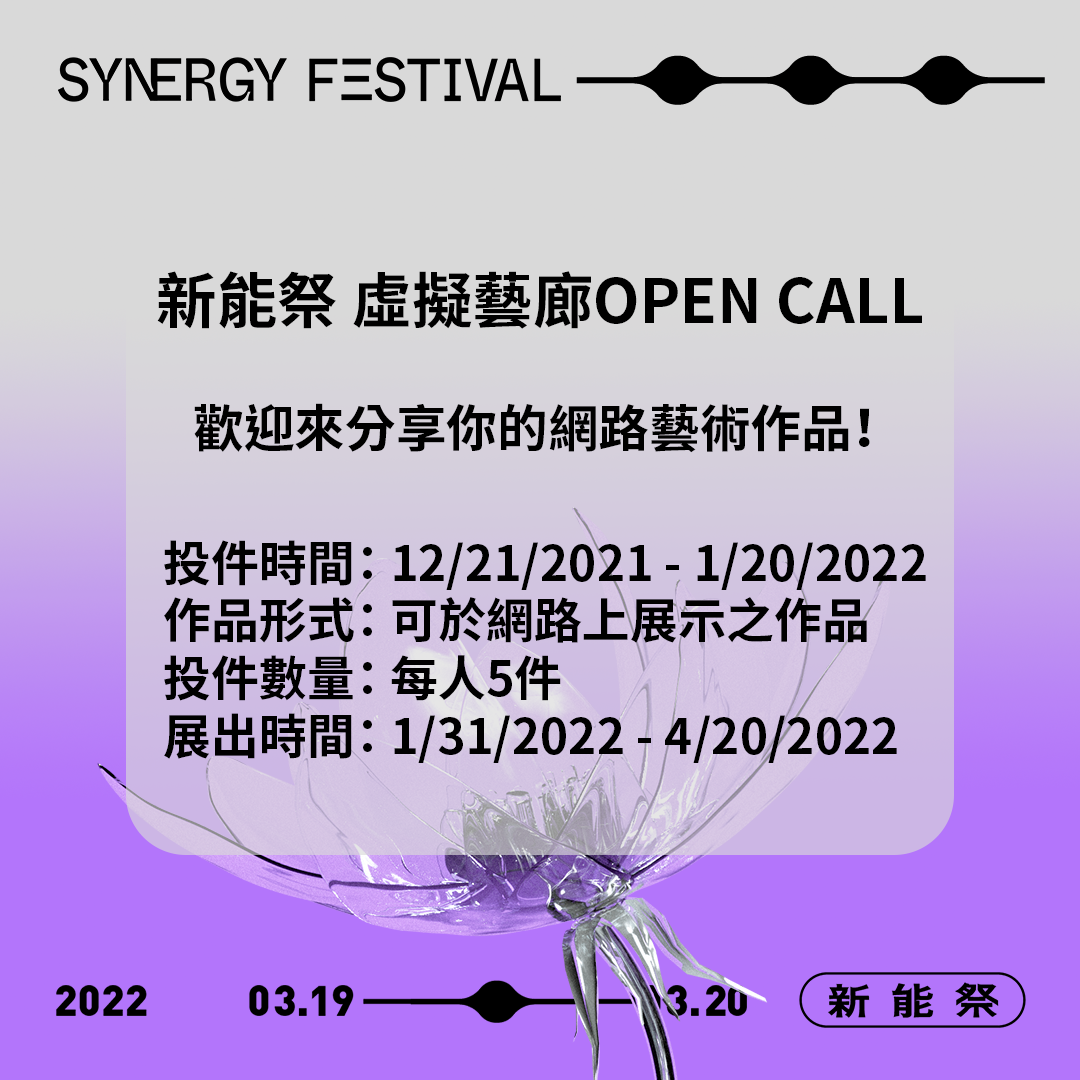 SYNERGY FESTIVAL
新能祭 虛擬藝廊OPEN CALL
歡迎來分享你的網路藝術作品！
投件時間：12/21/2021 - 1/20/2022
作品形式：可於網路上展示之作品
投件數量：每人5件
展出時間：1/31/2022 - 4/20/2022
2022 03.19 03.20 新能祭